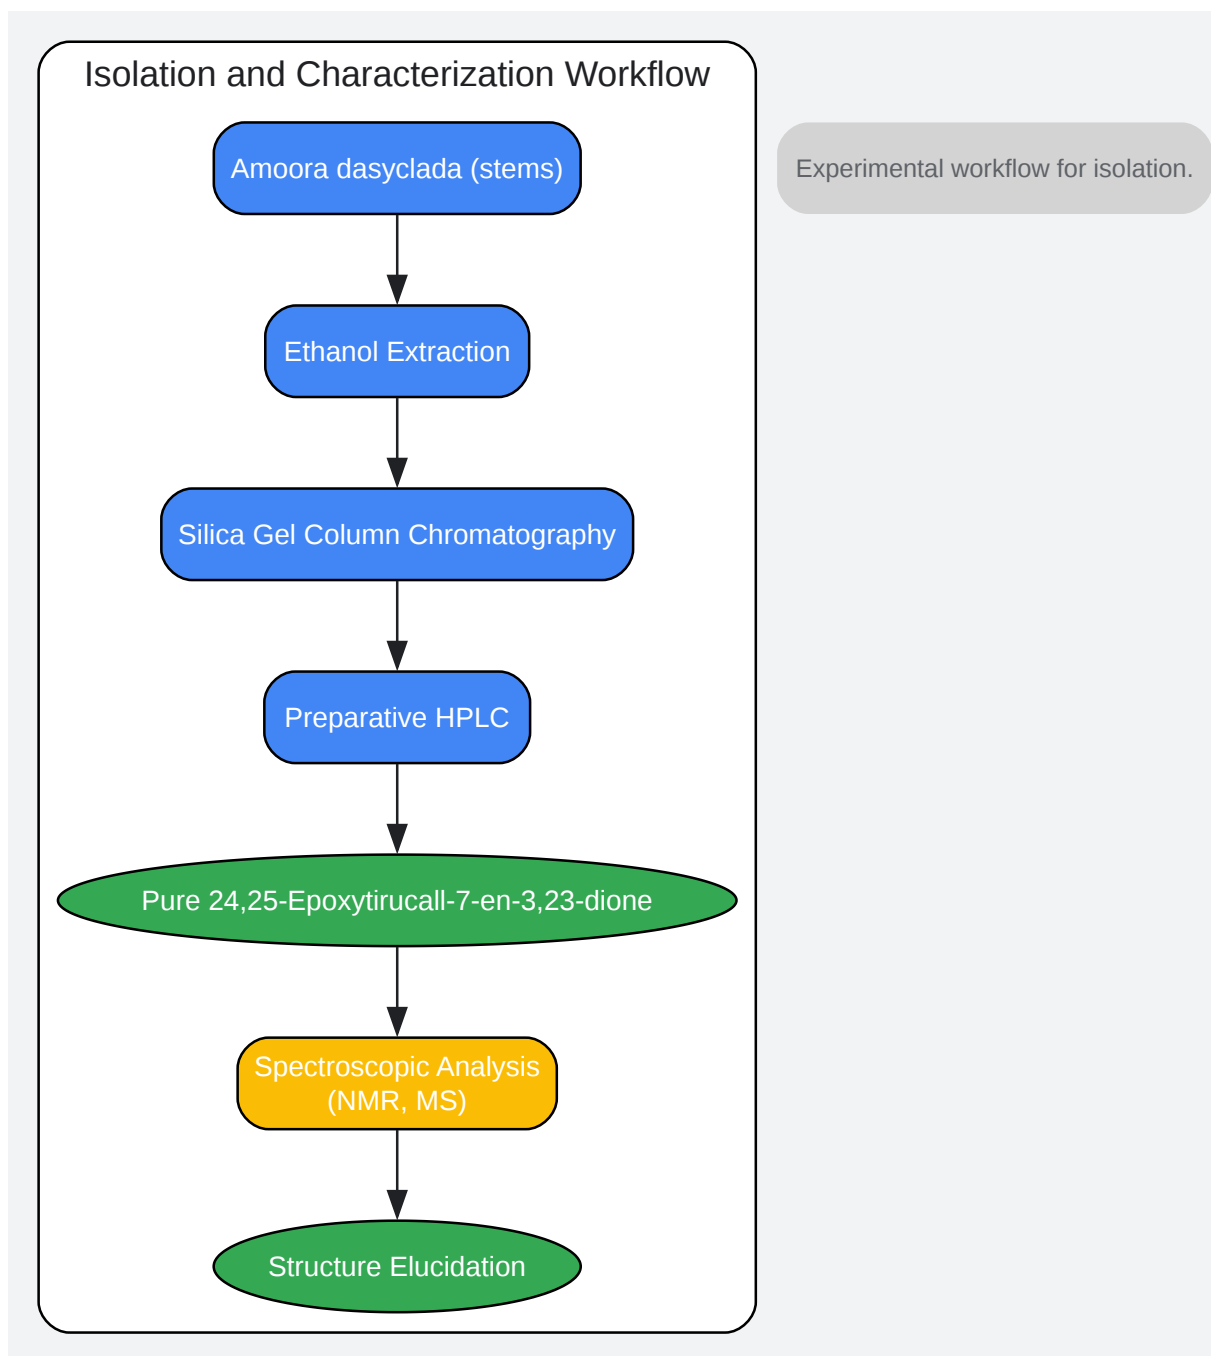 Isolation and Characterization Workflow
Amoora dasyclada (stems)
Experimental workflow for isolation.
Ethanol Extraction
Silica Gel Column Chromatography
Preparative HPLC
Pure 24,25-Epoxytirucall-7-en-3,23-dione
Spectroscopic Analysis
(NMR, MS)
Structure Elucidation